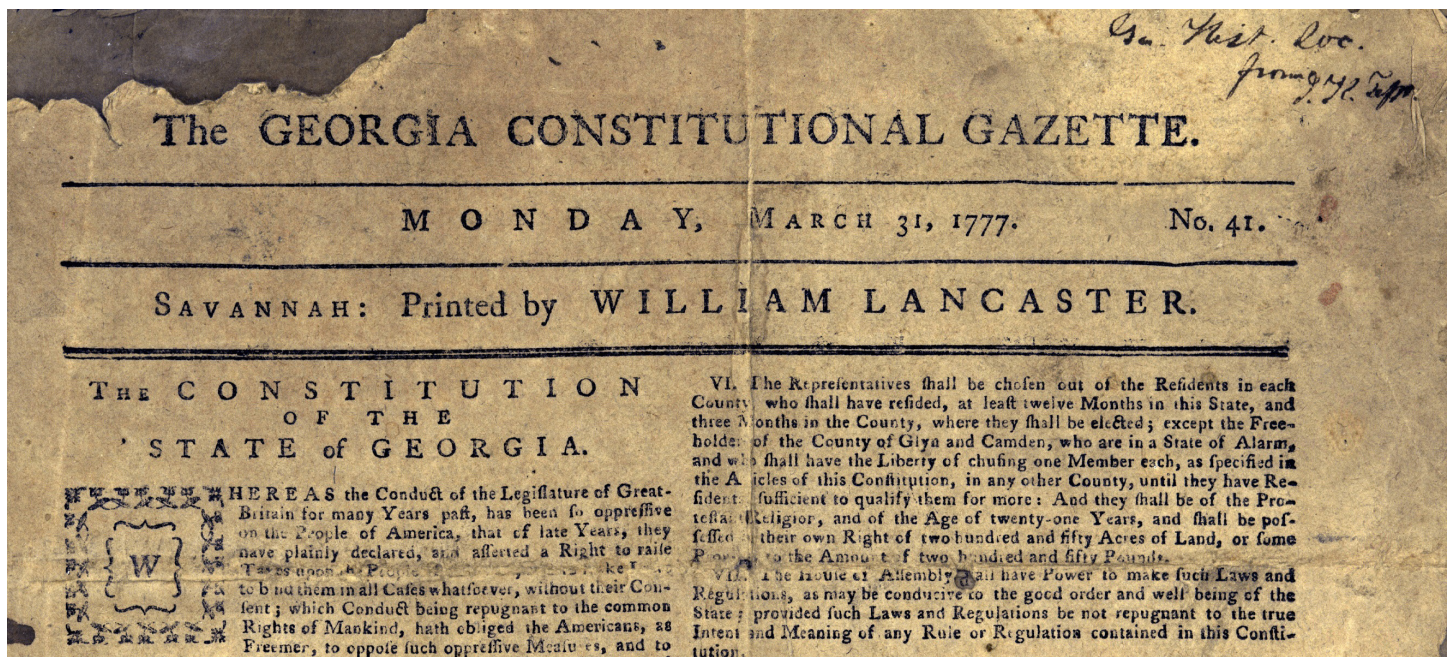 Ga. Hist. Soc.
from I. K. Tefft
The GEORGIA CONSTITUTIONAL GAZETTE.
MONDAY, MARCH 31, 1777. No. 41.
SAVANNAH: Printed by WILLIAM LANCASTER.
THE CONSTITUTION
OF THE
STATE of GEORGIA.
WHEREAS the Conduct of the Legiſlature of Great-
Britain for many Years paſt, has been ſo oppreſſive
on the People of America, that of late Years, they
have plainly declared, and aſſerted a Right to raiſe
Taxes upon the
to bind them in all Caſes whatſoever, without their Con-
ſent; which Conduct being repugnant to the common
Rights of Mankind, hath obliged the Americans, as
Freemen, to oppoſe ſuch oppreſſive Meaſures, and to
VI. The Repreſentatives ſhall be choſen out of the Reſidents in each
County who ſhall have reſided, at leaſt twelve Months in this State, and
three Months in the County, where they ſhall be elected; except the Free-
holders of the County of Glyn and Camden, who are in a State of Alarm,
and who ſhall have the Liberty of chuſing one Member each, as ſpecified in
the Articles of this Conſtitution, in any other County, until they have Re-
ſidents ſufficient to qualify them for more: And they ſhall be of the Pro-
teſtant Religion, and of the Age of twenty-one Years, and ſhall be poſ-
ſeſſed their own Right of two hundred and fifty Acres of Land, or ſome
to the Amount of two hundred and fifty Pounds.
VII. The Houſe of Aſſembly ſhall have Power to make ſuch Laws and
Regulations, as may be conducive to the good order and well being of the
State; provided ſuch Laws and Regulations be not repugnant to the true
Intent and Meaning of any Rule or Regulation contained in this Conſti-
tution.